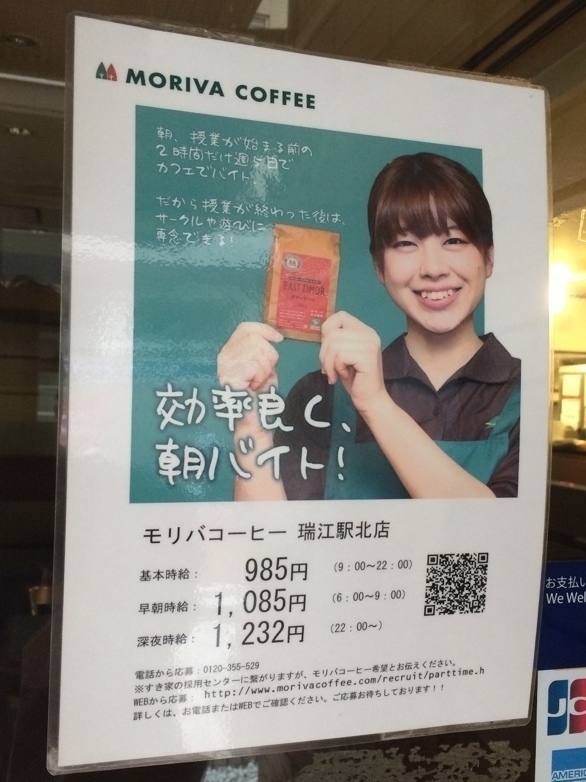 MORIVA COFFEE
朝、授業が始まる前の
2時間だけ週5日で
カフェでバイト
だから授業が終わった後は、
サークルや遊びに
専念できる!
EAST TIMOR
効率良く、
朝バイト!
モリバコーヒー 瑞江駅北店
基本時給: 985円 (9:00~22:00)
早朝時給: 1,085円 (6:00~9:00)
深夜時給: 1,232円 (22:00~)
電話から応募:0120-355-529
※すき家の採用センターに繋がりますが、モリバコーヒー希望とお伝えください。
WEBから応募: http://www.morivacoffee.com/recruit/parttime.h
詳しくは、お電話またはWEBでご確認ください。ご応募お待ちしております!!
お支払い
We Wel
JC
AMERI